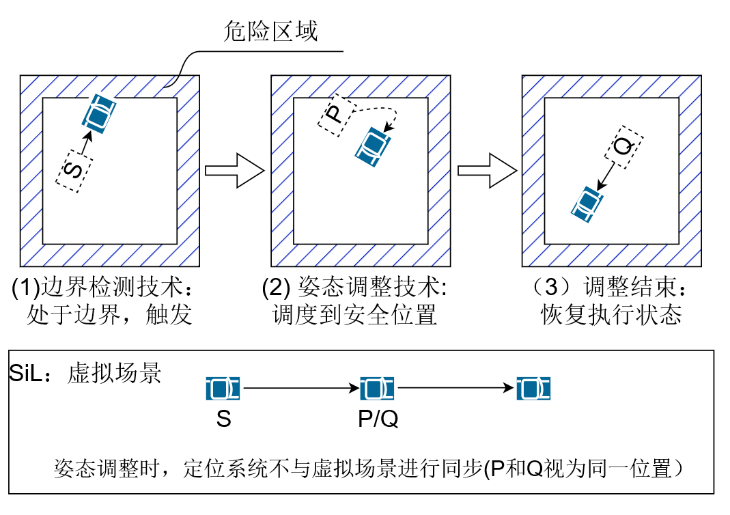 危险区域
S
P
Q
(1)边界检测技术：
处于边界，触发
(2) 姿态调整技术:
调度到安全位置
（3）调整结束：
恢复执行状态
SiL：虚拟场景
S
P/Q
姿态调整时，定位系统不与虚拟场景进行同步(P和Q视为同一位置）